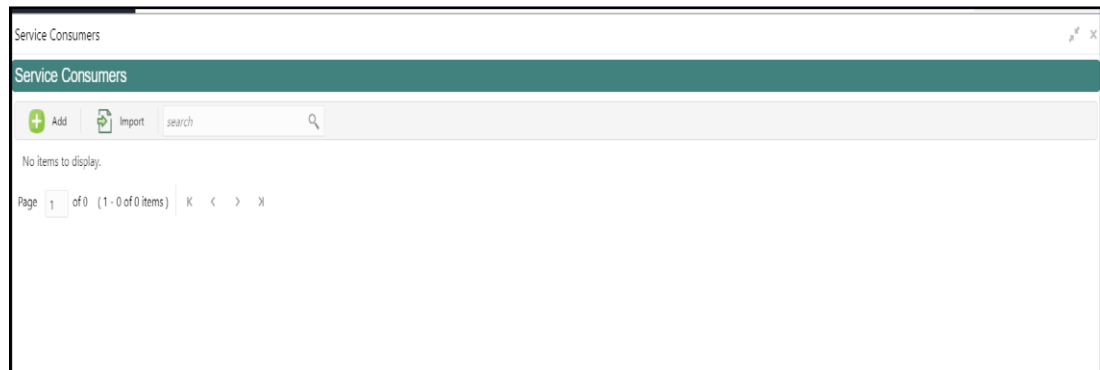 Service Consumers
Service Consumers
Add Import search
No items to display.
Page 1 of 0 (1 - 0 of 0 items) K < > >|